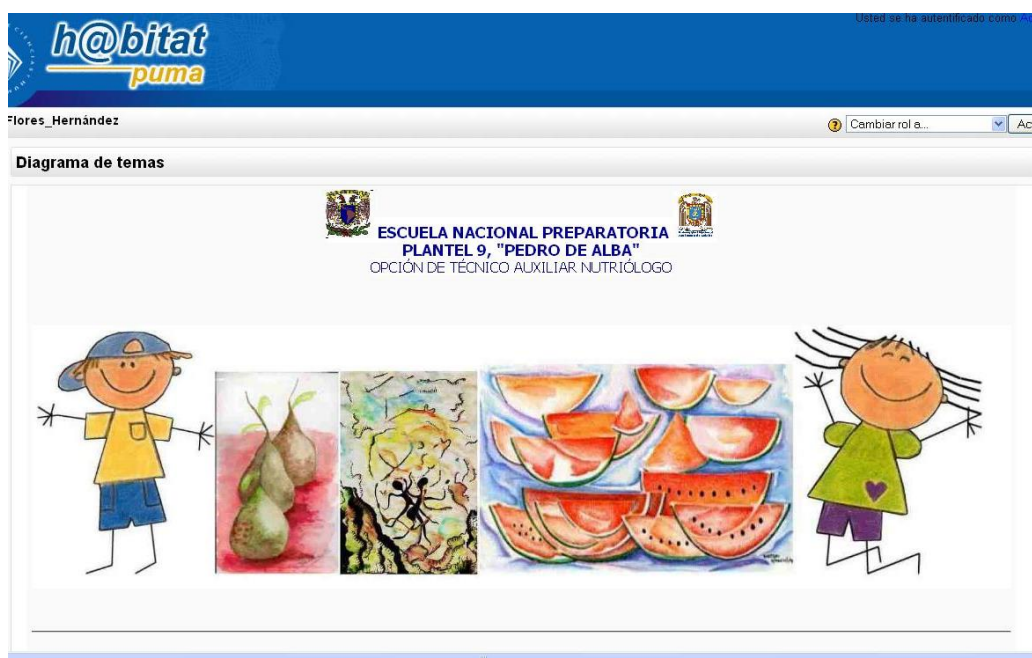 Usted se ha autentificado como
h@bitat
puma
Flores_Hernández
Cambiar rol a...
Diagrama de temas
ESCUELA NACIONAL PREPARATORIA
PLANTEL 9, "PEDRO DE ALBA"
OPCIÓN DE TÉCNICO AUXILIAR NUTRIÓLOGO